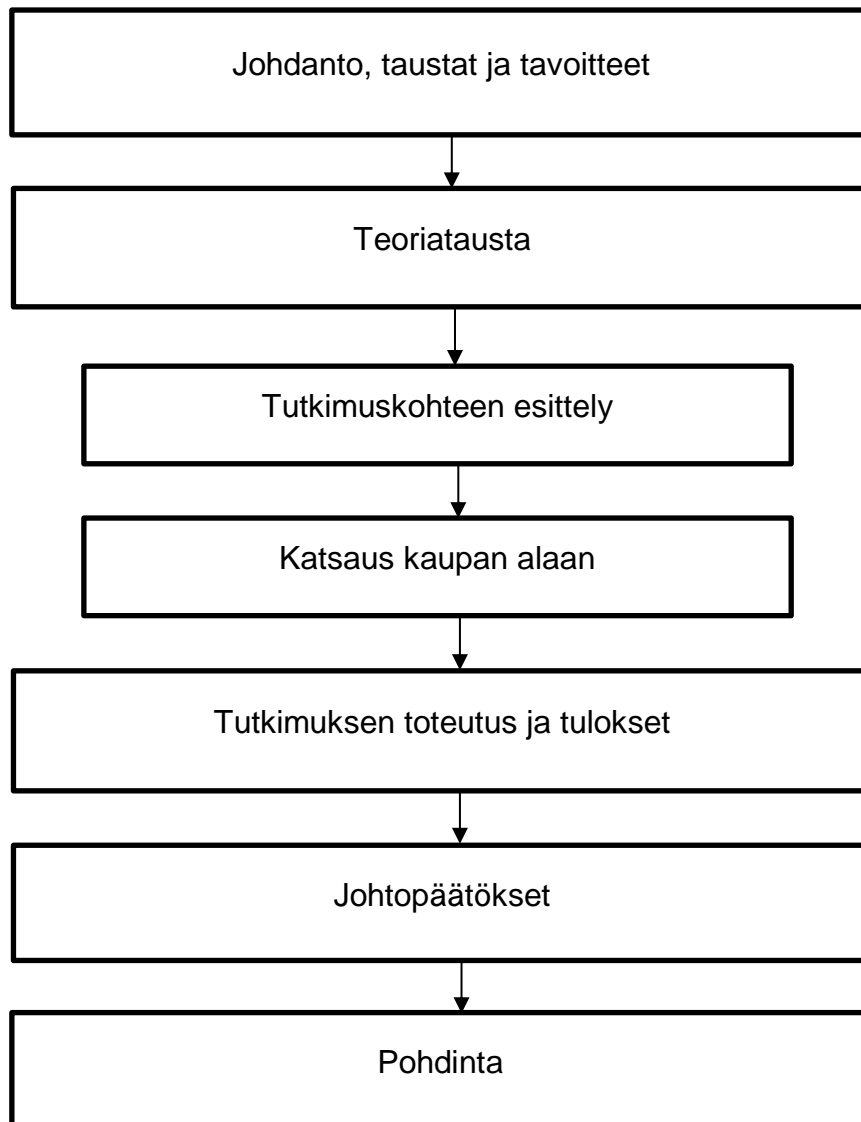 Johdanto, taustat ja tavoitteet
Teoriatausta
Tutkimuskohteen esittely
Katsaus kaupan alaan
Tutkimuksen toteutus ja tulokset
Johtopäätökset
Pohdinta